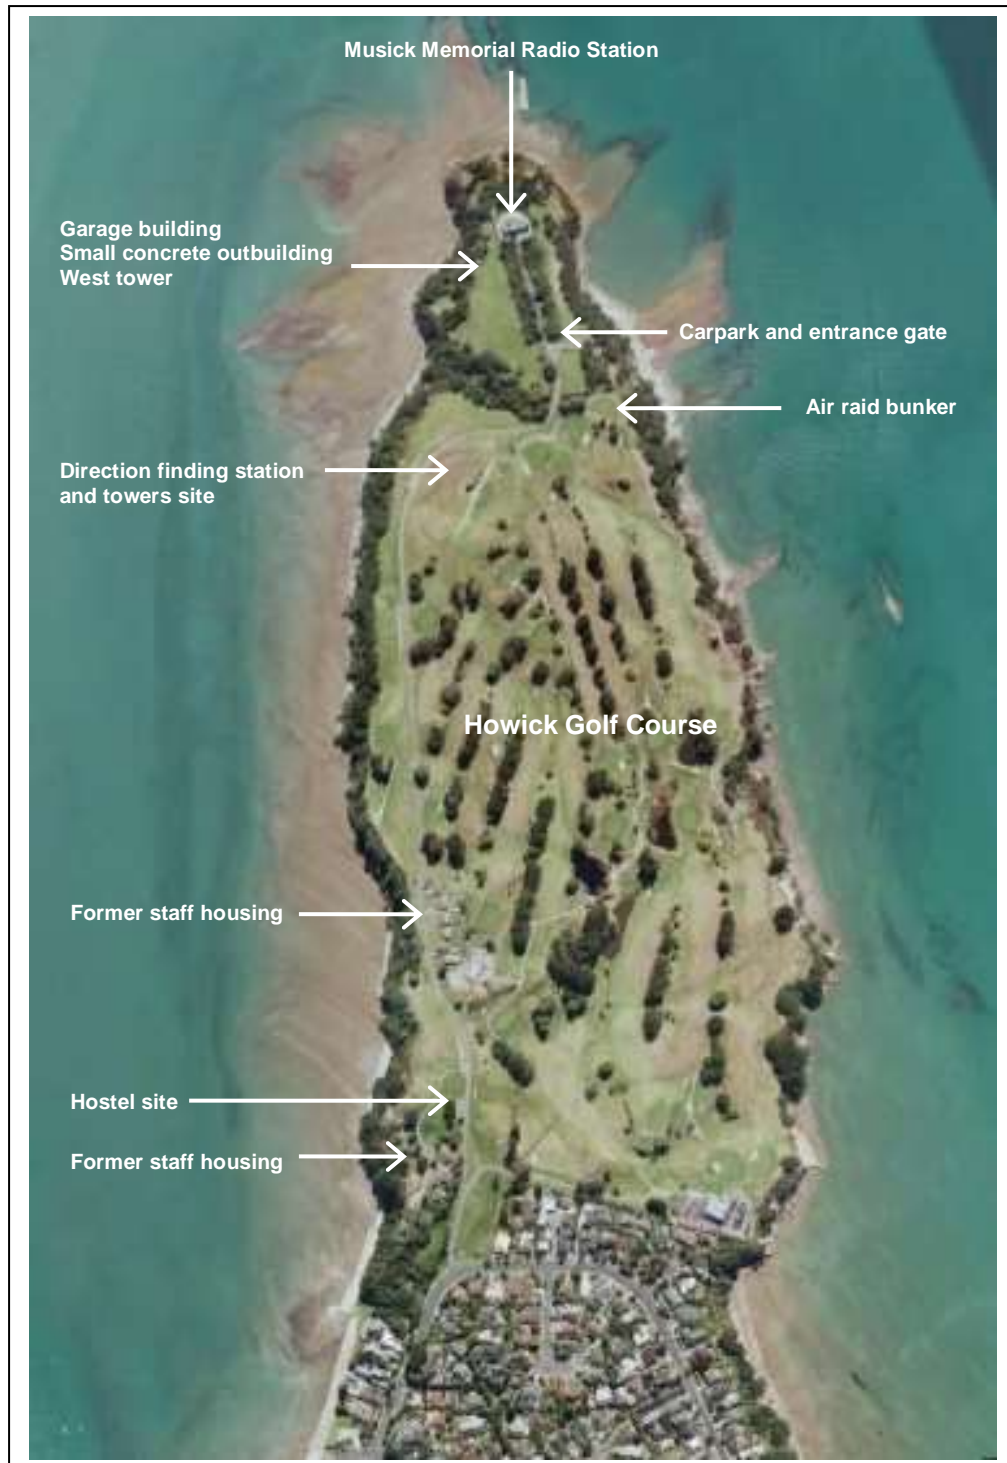 Musick Memorial Radio Station
Garage building
Small concrete outbuilding
West tower
Carpark and entrance gate
Air raid bunker
Direction finding station
and towers site
Howick Golf Course
Former staff housing
Hostel site
Former staff housing